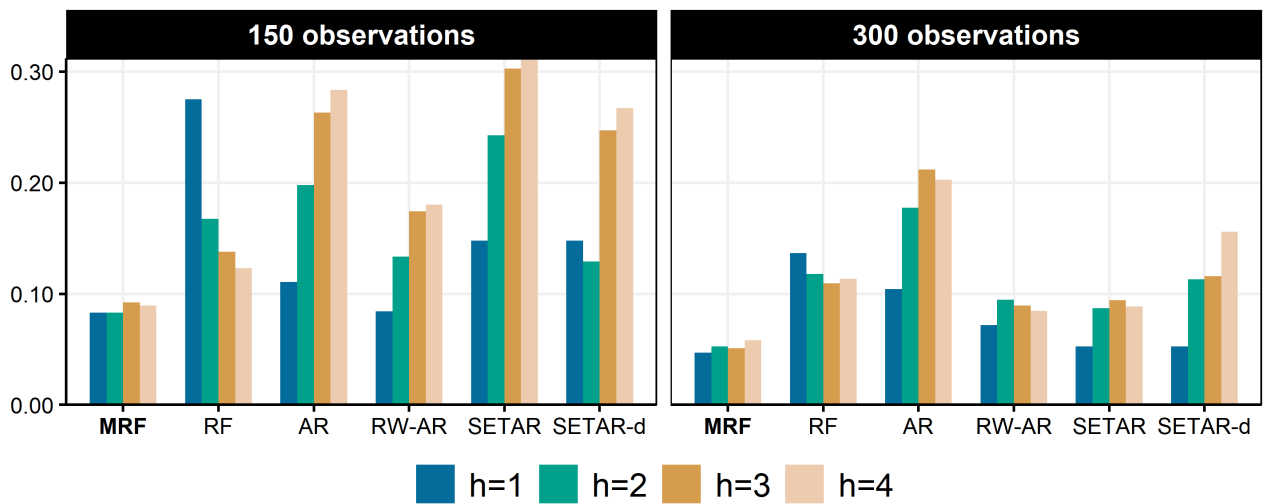 150 observations 300 observations
0.30
0.20
0.10
0.00
MRF RF AR RW-AR SETAR SETAR-d MRF RF AR RW-AR SETAR SETAR-d
h=1 h=2 h=3 h=4